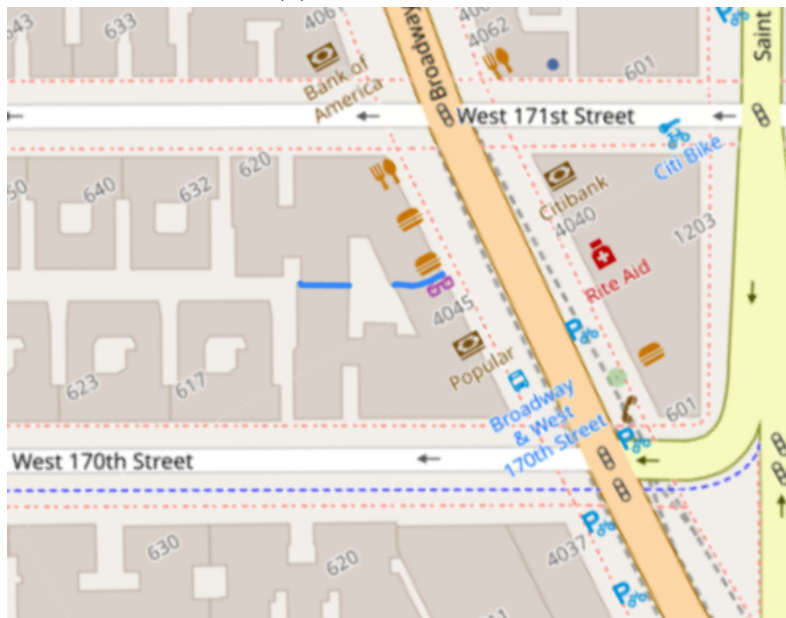 643
633
406
4062
601
Broadway
Saint
Bank of
America
West 171st Street
Citi Bike
50
640
632
620
Citibank
4040
1203
Rite Aid
4045
Popular
623
617
Broadway
& West
170th Street
601
West 170th Street
630
620
4037